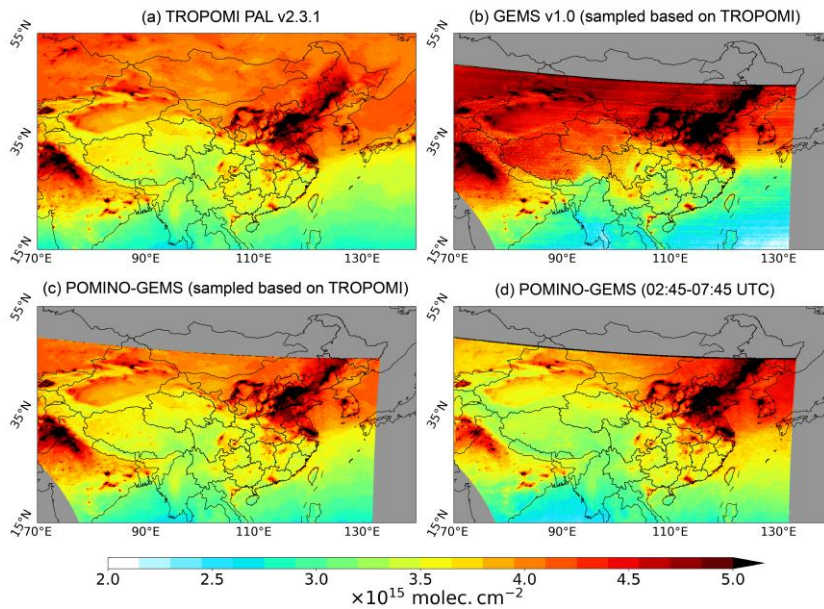 (a) TROPOMI PAL v2.3.1
(b) GEMS v1.0 (sampled based on TROPOMI)
55°N
35°N
15°N
70°E
90°E
110°E
130°E
55°N
35°N
15°N
70°E
90°E
110°E
130°E
(c) POMINO-GEMS (sampled based on TROPOMI)
(d) POMINO-GEMS (02:45-07:45 UTC)
55°N
35°N
15°N
70°E
90°E
110°E
130°E
55°N
35°N
15°N
70°E
90°E
110°E
130°E
2.0 2.5 3.0 3.5 4.0 4.5 5.0
×10¹⁵ molec. cm⁻²